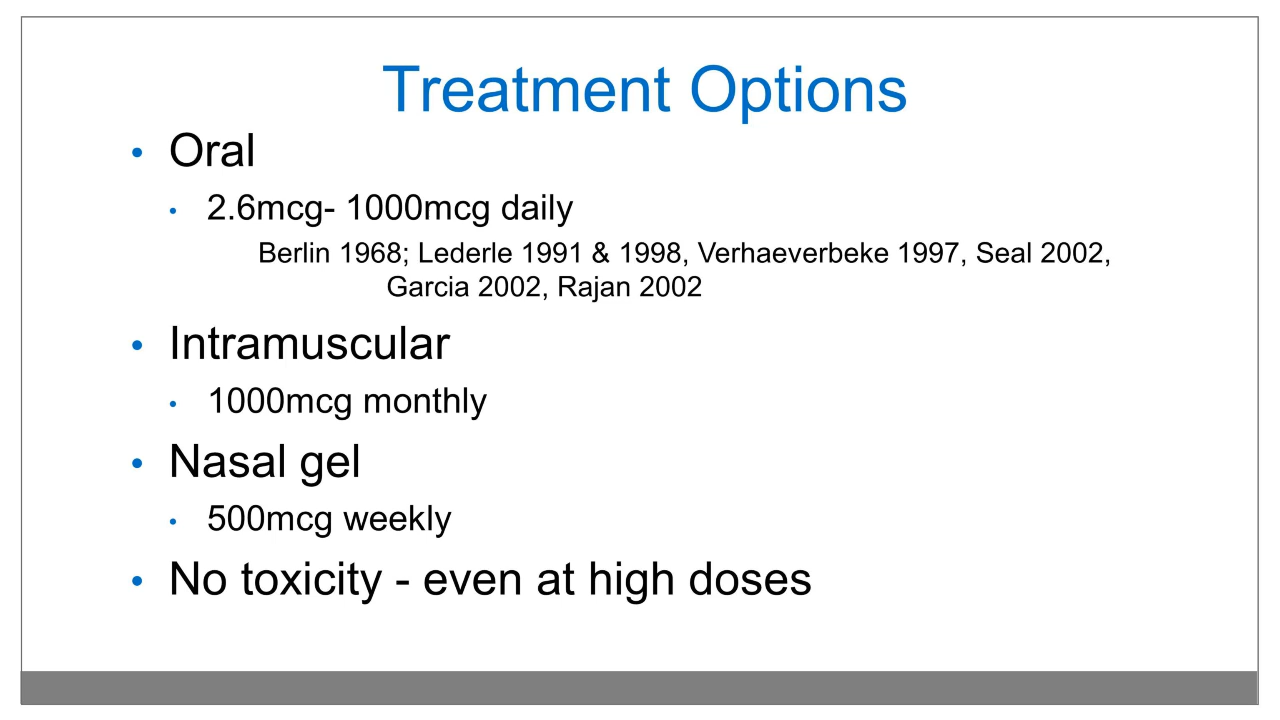 Treatment Options
• Oral
• 2.6mcg- 1000mcg daily
Berlin 1968; Lederle 1991 & 1998, Verhaeverbeke 1997, Seal 2002,
Garcia 2002, Rajan 2002
• Intramuscular
• 1000mcg monthly
• Nasal gel
• 500mcg weekly
• No toxicity - even at high doses